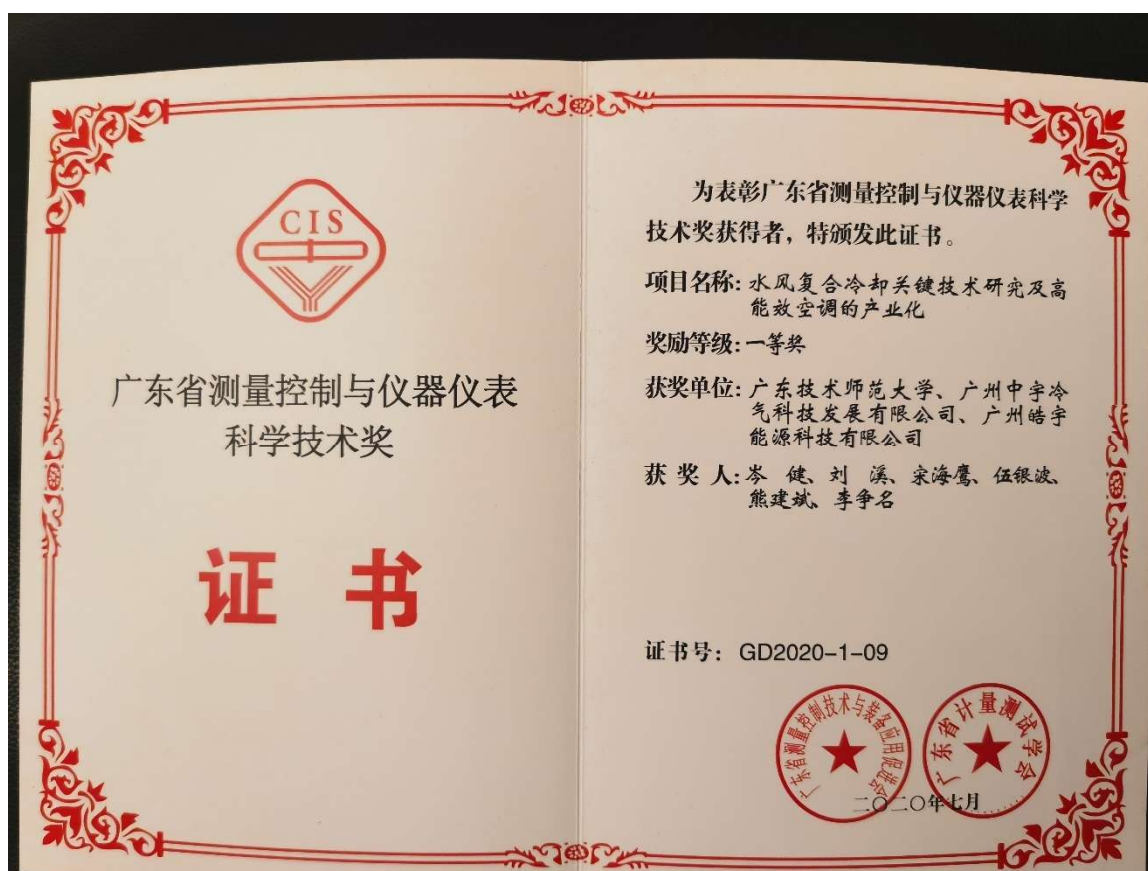 CIS
广东省测量控制与仪器仪表
科学技术奖
证 书
为表彰广东省测量控制与仪器仪表科学
技术奖获得者，特颁发此证书。
项目名称：水风复合冷却关键技术研究及高
能效空调的产业化
奖励等级：一等奖
获奖单位：广东技术师范大学、广州中宇冷
气科技发展有限公司、广州皓宇
能源科技有限公司
获 奖 人：岑 健、刘 溪、宋海鹰、伍银波、
熊建斌、李争名
证书号： GD2020-1-09
广东省测量控制技术与装备应用促进会
广东省计量测试学会
二〇二〇年七月